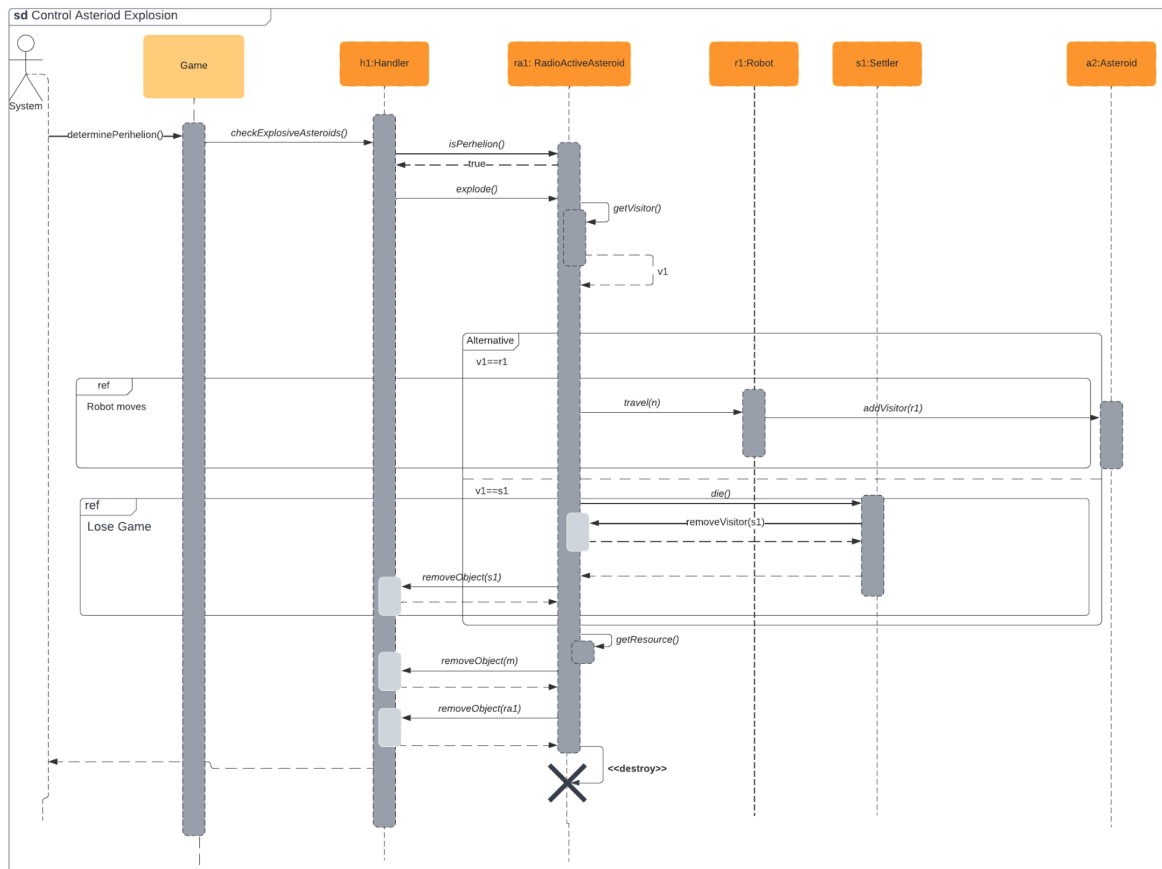 sd Control Asteriod Explosion
System
Game
h1:Handler
ra1: RadioActiveAsteroid
r1:Robot
s1:Settler
a2:Asteroid
determinePerihelion()
checkExplosiveAsteroids()
isPerhelion()
true
explode()
getVisitor()
v1
Alternative
v1==r1
ref
Robot moves
travel(n)
addVisitor(r1)
v1==s1
ref
Lose Game
die()
removeVisitor(s1)
removeObject(s1)
getResource()
removeObject(m)
removeObject(ra1)
<<destroy>>